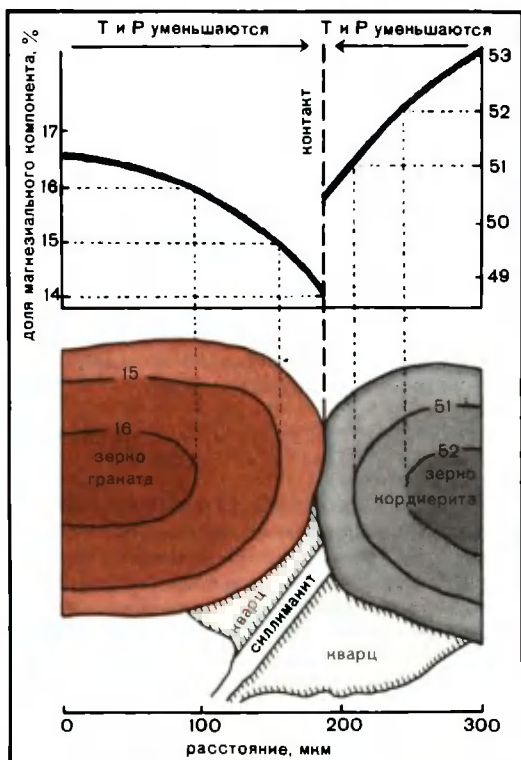 Т и Р уменьшаются
Т и Р уменьшаются
доля магнезиального компонента, %
17
16
15
14
контакт
53
52
51
50
49
15
16
зерно
граната
51
52
зерно
кордиерита
кварц
силлиманит
кварц
0
100
200
300
расстояние, мкм